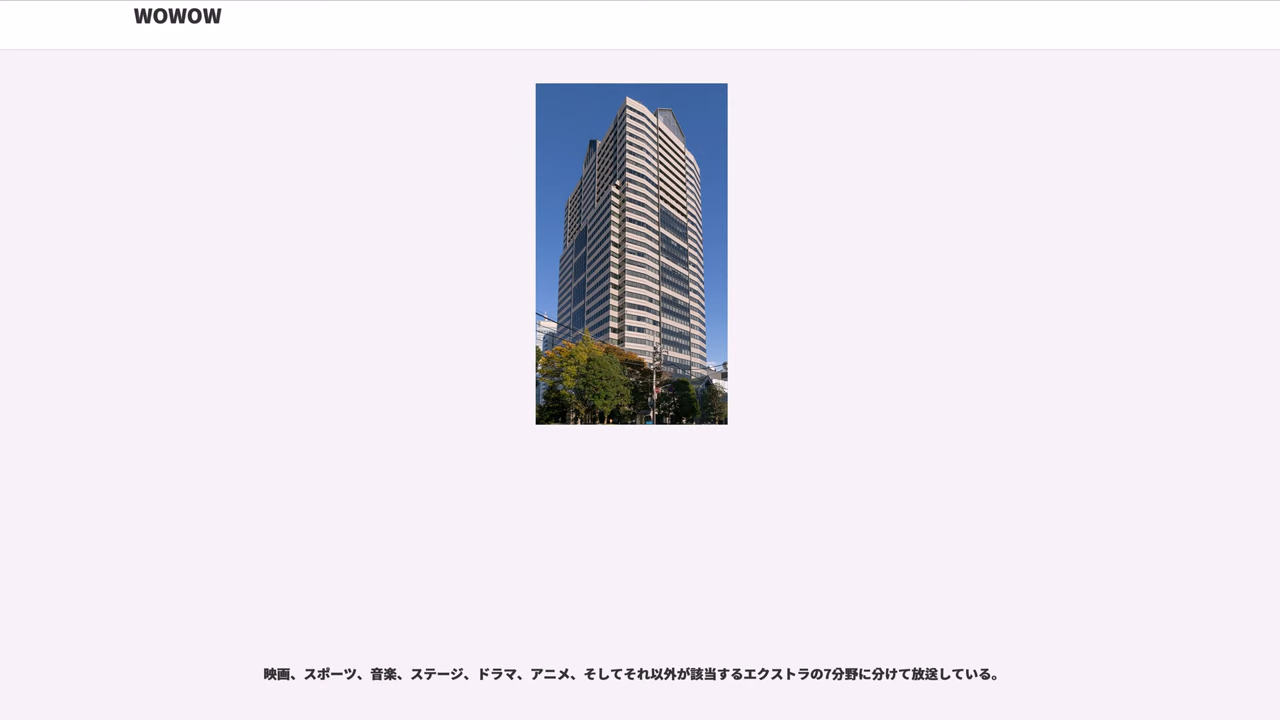 WOWOW
映画、スポーツ、音楽、ステージ、ドラマ、アニメ、そしてそれ以外が該当するエクストラの7分野に分けて放送している。